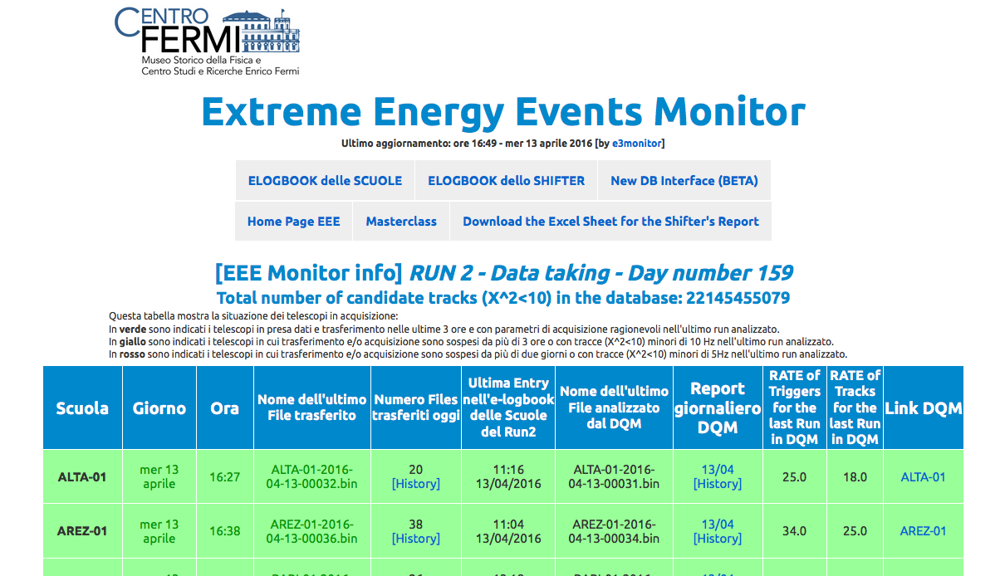 CENTRO
FERMI
Museo Storico della Fisica e
Centro Studi e Ricerche Enrico Fermi
Extreme Energy Events Monitor
Ultimo aggiornamento: ore 16:49 - mer 13 aprile 2016 [by e3monitor]
ELOGBOOK delle SCUOLE ELOGBOOK dello SHIFTER New DB Interface (BETA)
Home Page EEE Masterclass Download the Excel Sheet for the Shifter's Report
[EEE Monitor info] RUN 2 - Data taking - Day number 159
Total number of candidate tracks (X^2<10) in the database: 22145455079
Questa tabella mostra la situazione dei telescopi in acquisizione:
In verde sono indicati i telescopi in presa dati e trasferimento nelle ultime 3 ore e con parametri di acquisizione ragionevoli nell'ultimo run analizzato.
In giallo sono indicati i telescopi in cui trasferimento e/o acquisizione sono sospesi da più di 3 ore o con tracce (X^2<10) minori di 10 Hz nell'ultimo run analizzato.
In rosso sono indicati i telescopi in cui trasferimento e/o acquisizione sono sospesi da più di due giorni o con tracce (X^2<10) minori di 5Hz nell'ultimo run analizzato.
Scuola
Giorno
Ora
Nome dell'ultimo
File trasferito
Numero Files
trasferiti oggi
Ultima Entry
nell'e-logbook
delle Scuole
del Run2
Nome dell'ultimo
File analizzato
dal DQM
Report
giornaliero
DQM
RATE of
Triggers
for the
last Run
in DQM
RATE of
Tracks
for the
last Run
in DQM
Link DQM
ALTA-01
mer 13
aprile
16:27
ALTA-01-2016-
04-13-00032.bin
20
[History]
11:16
13/04/2016
ALTA-01-2016-
04-13-00031.bin
13/04
[History]
25.0
18.0
ALTA-01
AREZ-01
mer 13
aprile
16:38
AREZ-01-2016-
04-13-00036.bin
38
[History]
11:04
13/04/2016
AREZ-01-2016-
04-13-00034.bin
13/04
[History]
34.0
25.0
AREZ-01